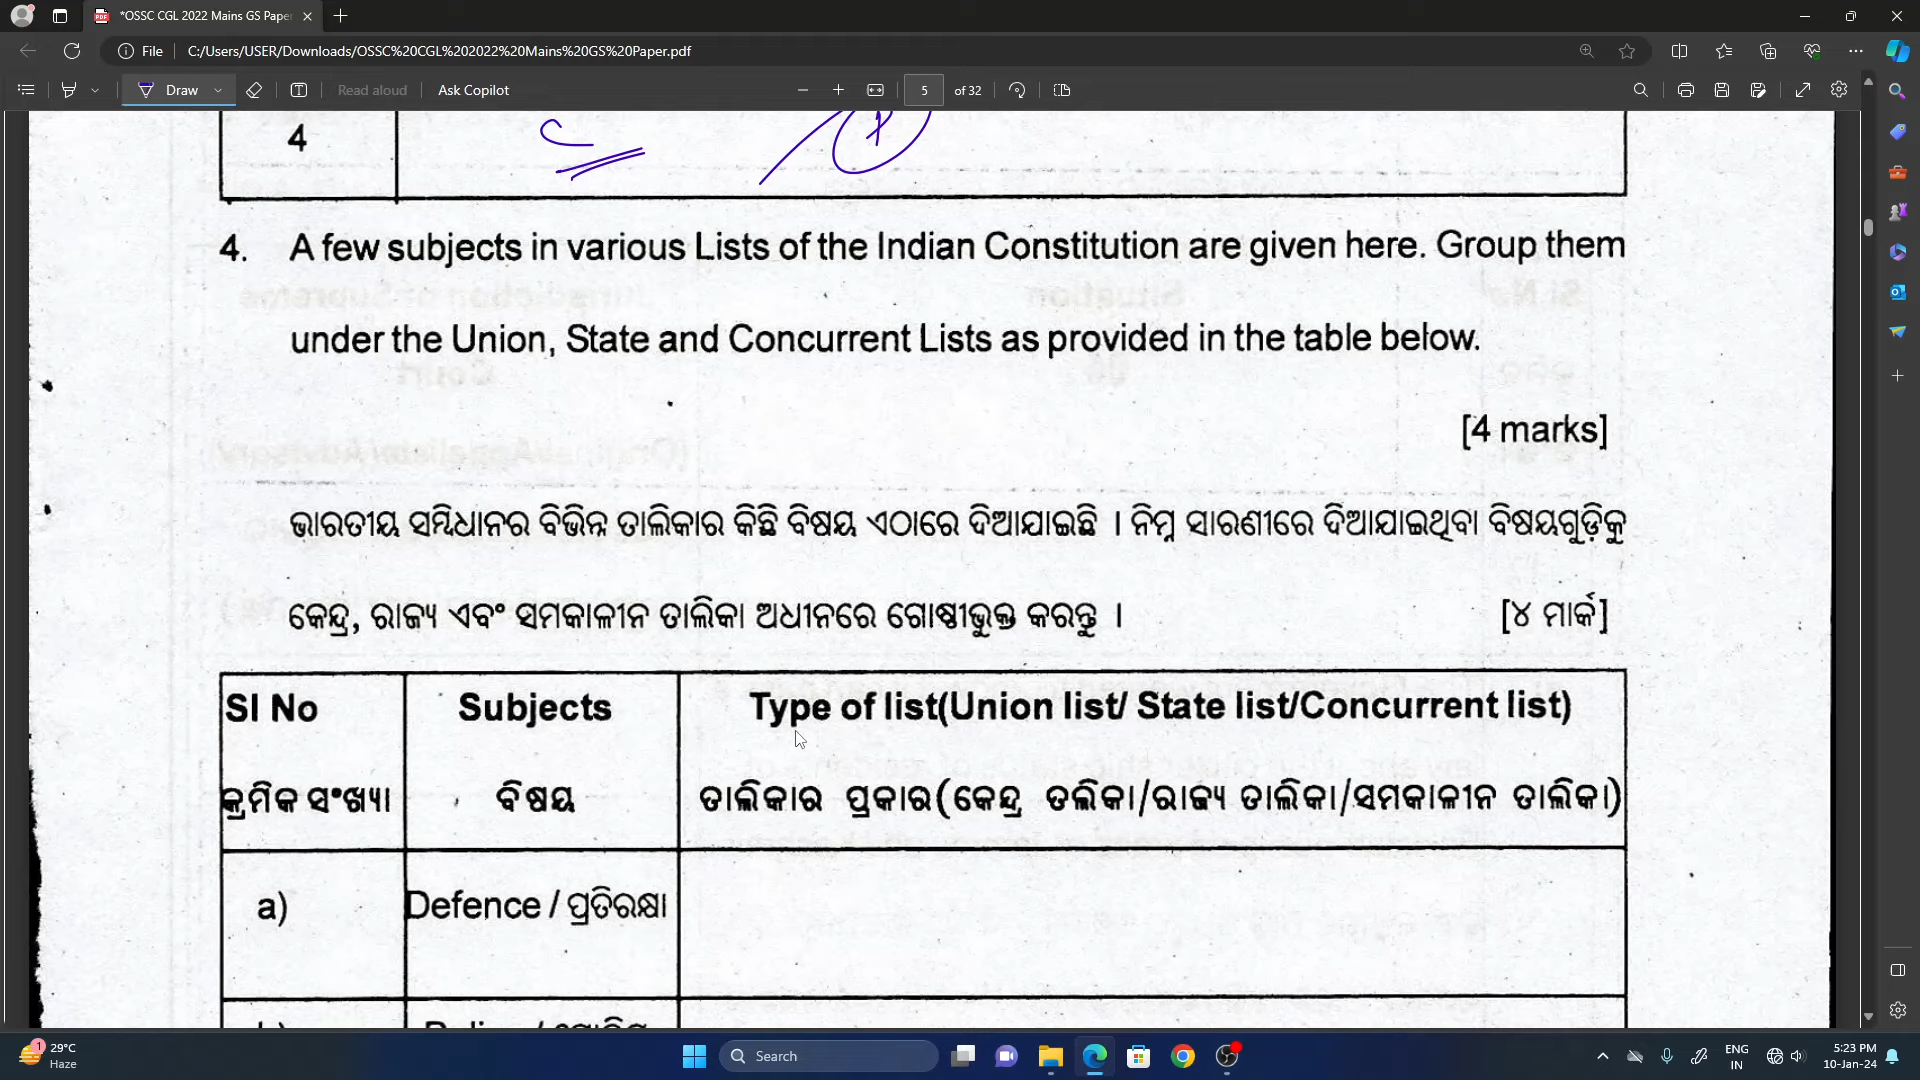 *OSSC CGL 2022 Mains GS Paper
File
C:/Users/USER/Downloads/OSSC%20CGL%202022%20Mains%20GS%20Paper.pdf
Draw
Read aloud
Ask Copilot
5
of 32
4
4. A few subjects in various Lists of the Indian Constitution are given here. Group them
under the Union, State and Concurrent Lists as provided in the table below.
[4 marks]
ଭାରତୀୟ ସମ୍ବିଧାନର ବିଭିନ୍ନ ତାଲିକାର କିଛି ବିଷୟ ଏଠାରେ ଦିଆଯାଇଛି । ନିମ୍ନ ସାରଣୀରେ ଦିଆଯାଇଥିବା ବିଷୟଗୁଡ଼ିକୁ
କେନ୍ଦ୍ର, ରାଜ୍ୟ ଏବଂ ସମକାଳୀନ ତାଲିକା ଅଧୀନରେ ଗୋଷ୍ଠୀଭୁକ୍ତ କରନ୍ତୁ । [୪ ମାର୍କ]
Sl No Subjects Type of list(Union list/ State list/Concurrent list)
କ୍ରମିକ ସଂଖ୍ୟା ବିଷୟ ତାଲିକାର ପ୍ରକାର(କେନ୍ଦ୍ର ତଲିକା/ରାଜ୍ୟ ତାଲିକା/ସମକାଳୀନ ତାଲିକା)
a) Defence / ପ୍ରତିରକ୍ଷା
29°C
Haze
Search
ENG
IN
5:23 PM
10-Jan-24